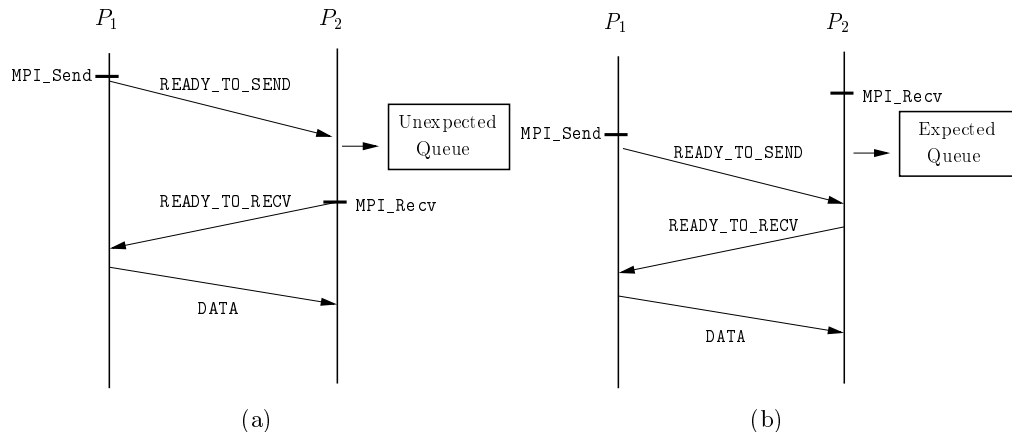 P1
P2
MPI_Send
READY_TO_SEND
Unexpected
Queue
READY_TO_RECV
MPI_Recv
DATA
(a)
P1
P2
MPI_Recv
MPI_Send
Expected
Queue
READY_TO_SEND
READY_TO_RECV
DATA
(b)